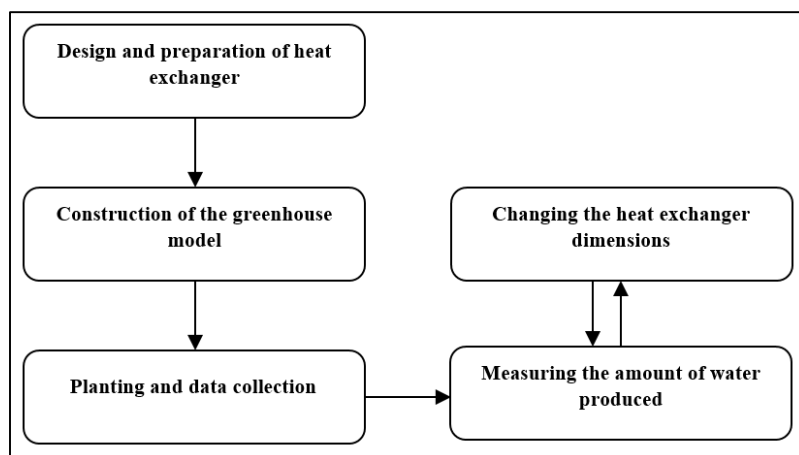 Design and preparation of heat
exchanger
Construction of the greenhouse
model
Planting and data collection
Changing the heat exchanger
dimensions
Measuring the amount of water
produced